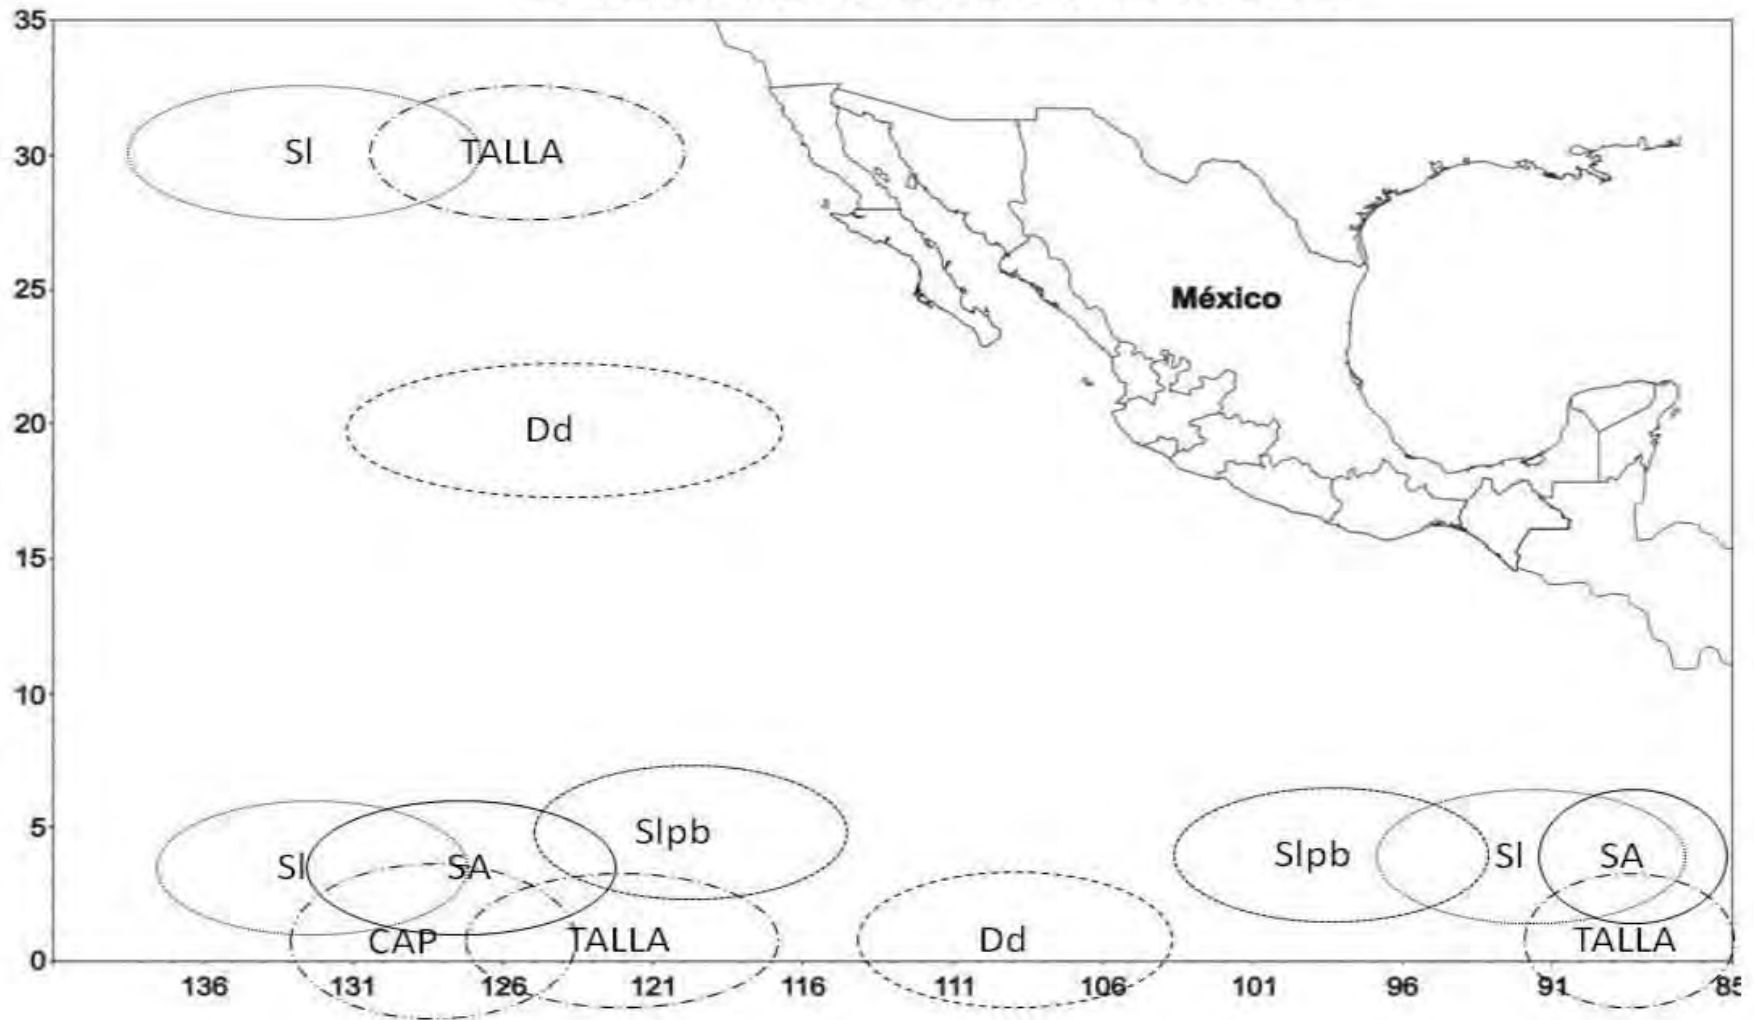 35
30
Sl TALLA
25
México
20
Dd
15
10
5
Slpb
Sl SA
Slpb Sl SA
CAP TALLA Dd TALLA
0
136 131 126 121 116 111 106 101 96 91